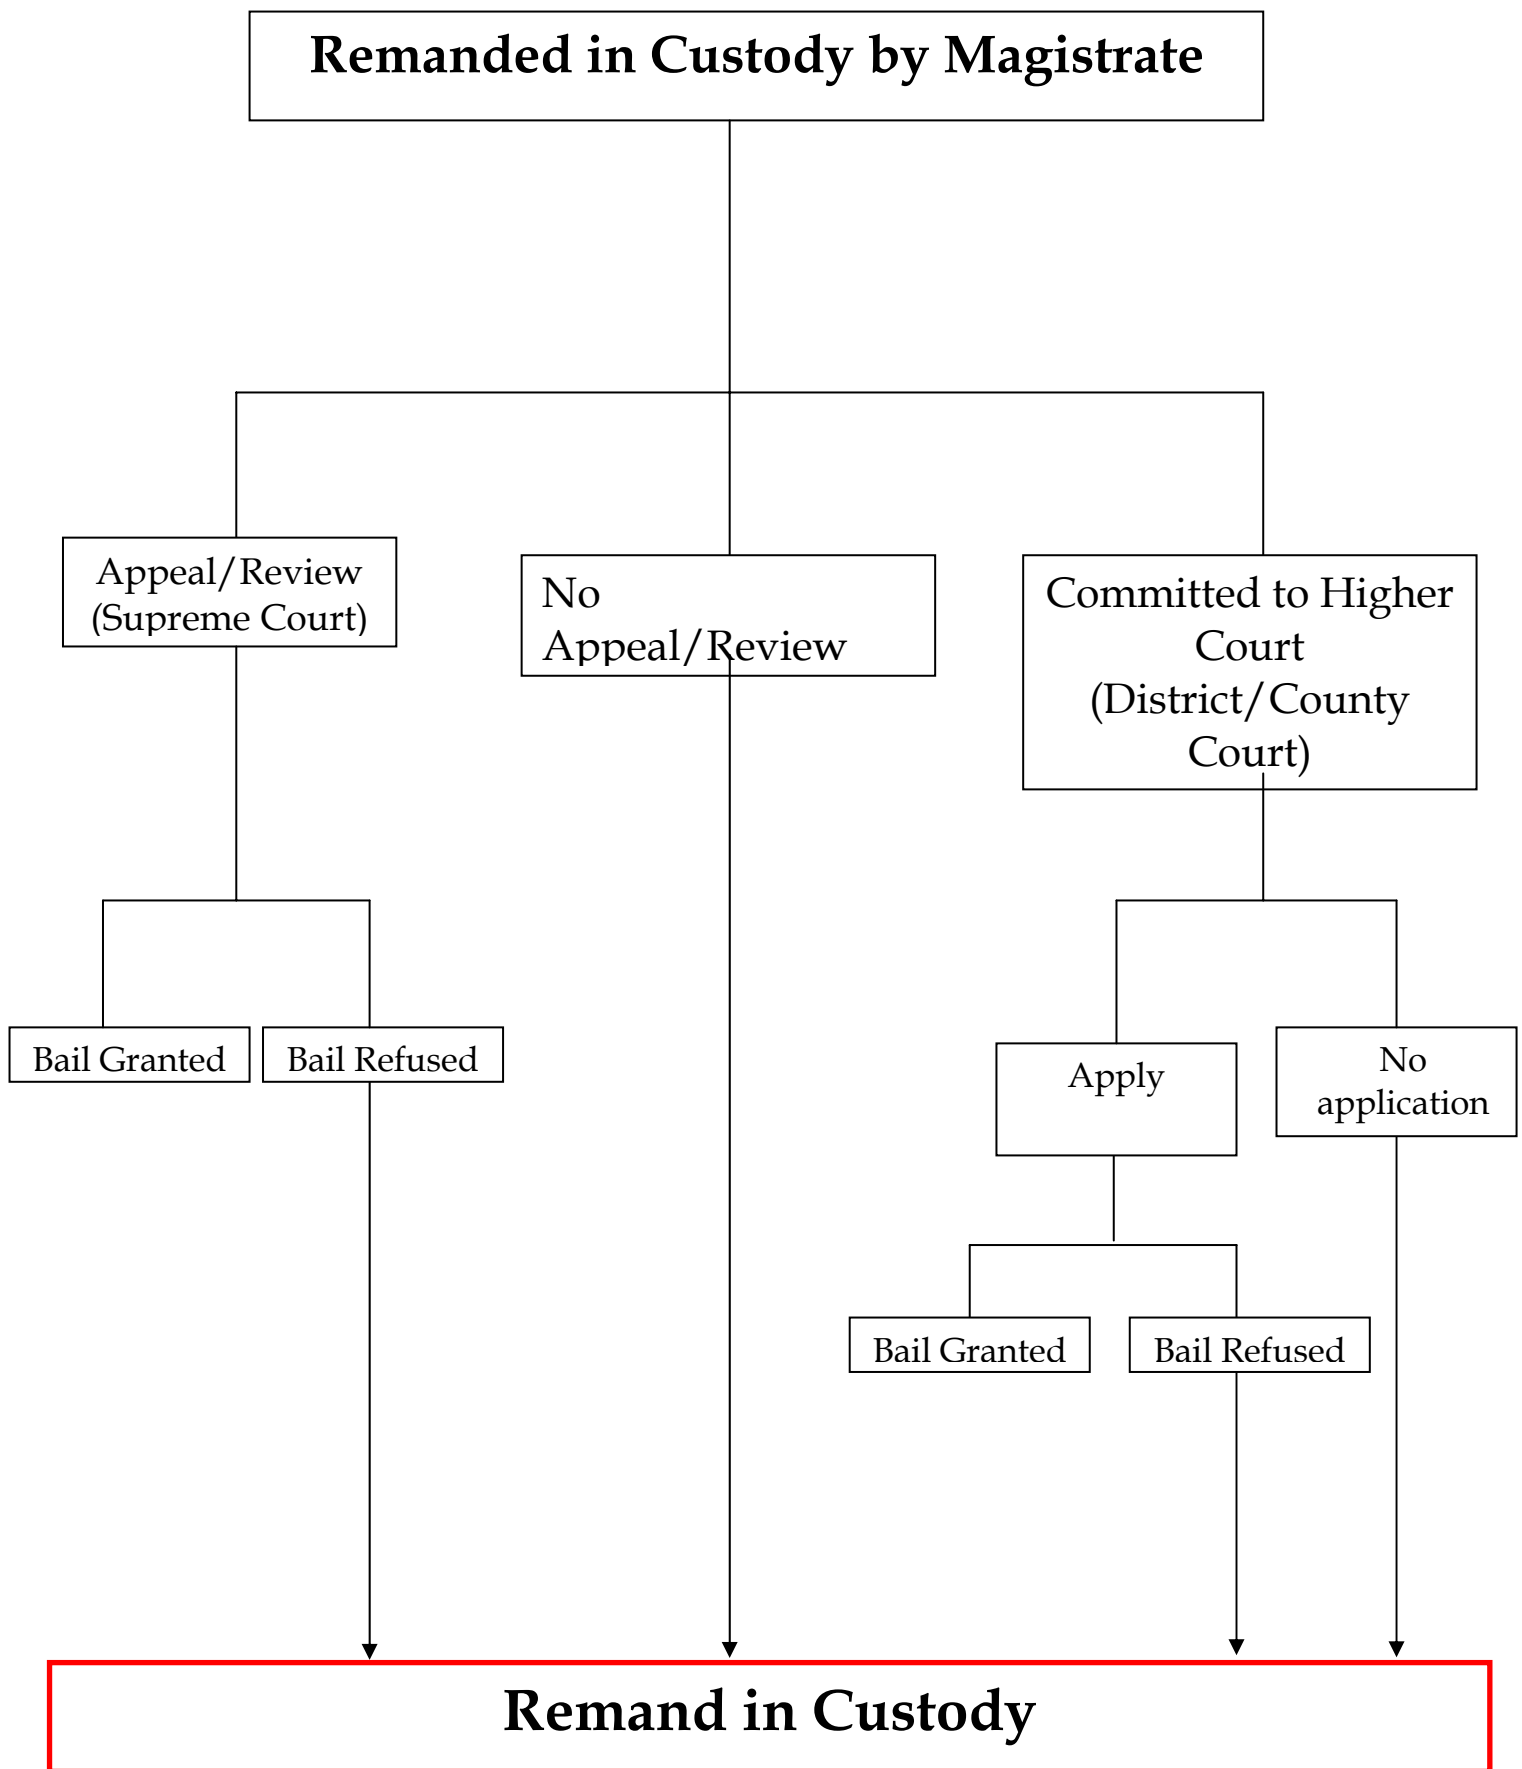 Remanded in Custody by Magistrate
Appeal/Review
(Supreme Court)
No
Appeal/Review
Committed to Higher
Court
(District/County
Court)
Bail Granted
Bail Refused
Apply
No
application
Bail Granted
Bail Refused
Remand in Custody